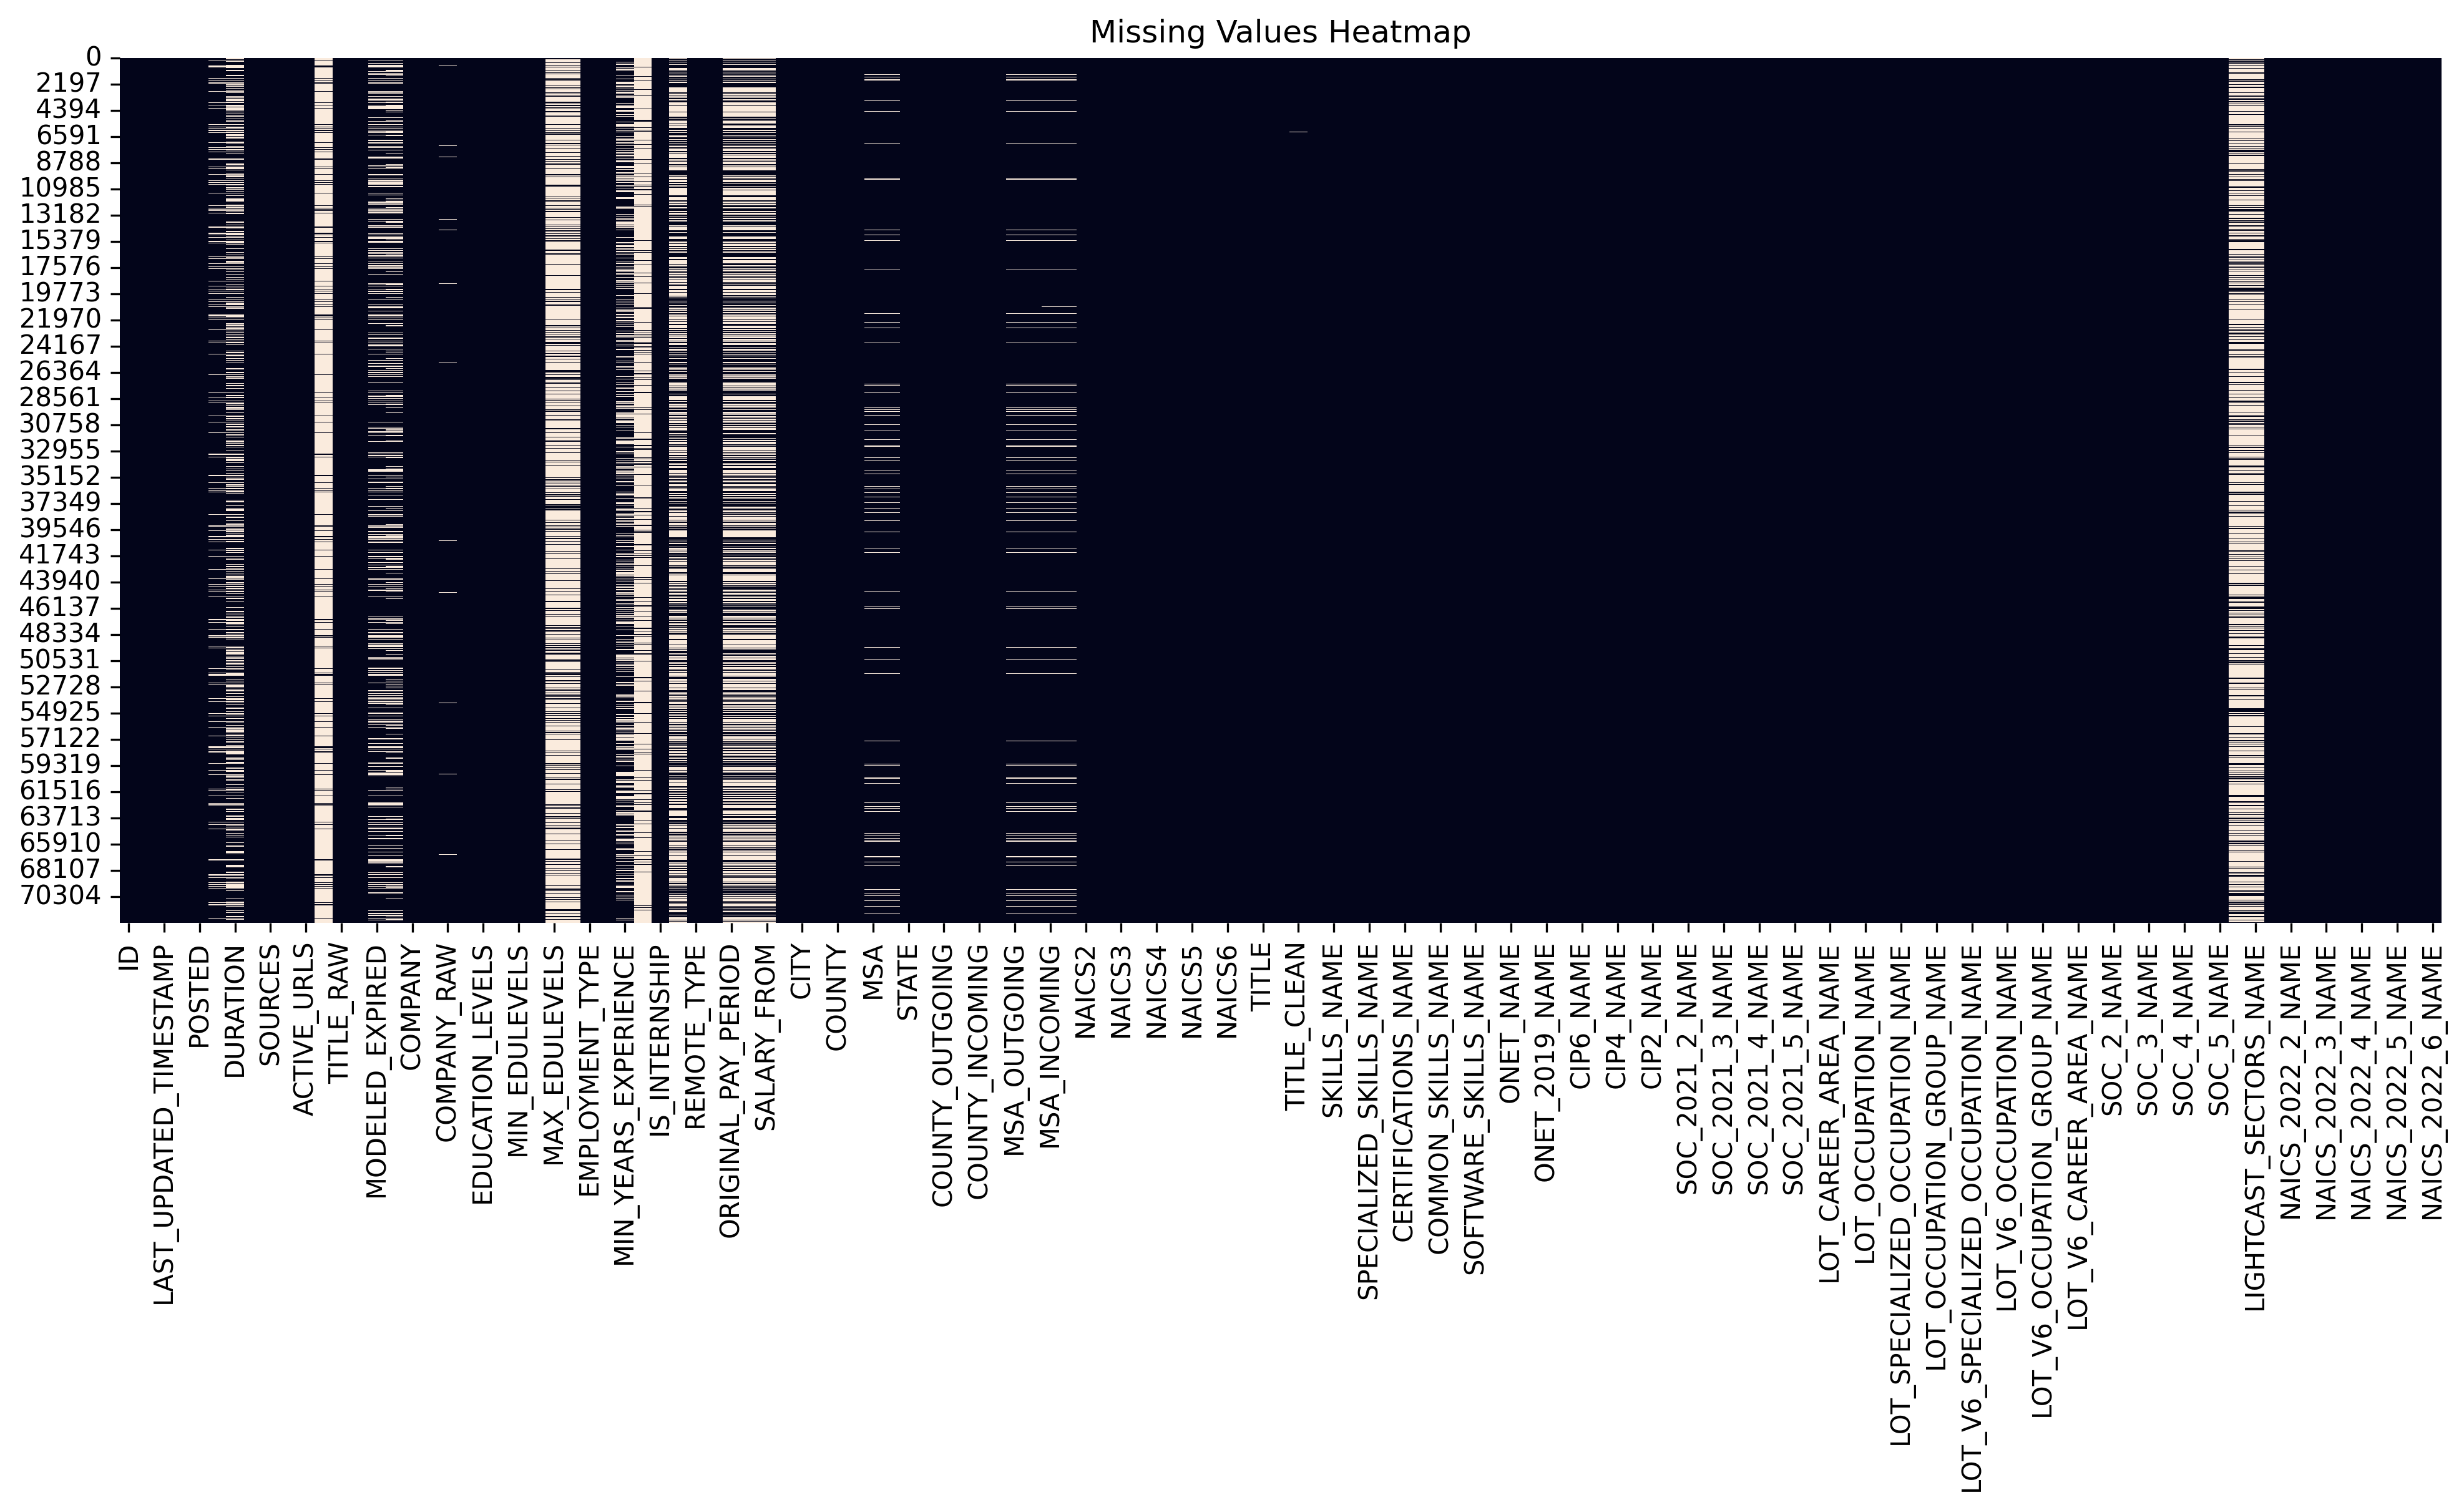 Missing Values Heatmap
0
2197
4394
6591
8788
10985
13182
15379
17576
19773
21970
24167
26364
28561
30758
32955
35152
37349
39546
41743
43940
46137
48334
50531
52728
54925
57122
59319
61516
63713
65910
68107
70304
ID
LAST_UPDATED_TIMESTAMP
POSTED
DURATION
SOURCES
ACTIVE_URLS
TITLE_RAW
MODELED_EXPIRED
COMPANY
COMPANY_RAW
EDUCATION_LEVELS
MIN_EDULEVELS
MAX_EDULEVELS
EMPLOYMENT_TYPE
MIN_YEARS_EXPERIENCE
IS_INTERNSHIP
REMOTE_TYPE
ORIGINAL_PAY_PERIOD
SALARY_FROM
CITY
COUNTY
MSA
STATE
COUNTY_OUTGOING
COUNTY_INCOMING
MSA_OUTGOING
MSA_INCOMING
NAICS2
NAICS3
NAICS4
NAICS5
NAICS6
TITLE
TITLE_CLEAN
SKILLS_NAME
SPECIALIZED_SKILLS_NAME
CERTIFICATIONS_NAME
COMMON_SKILLS_NAME
SOFTWARE_SKILLS_NAME
ONET_NAME
ONET_2019_NAME
CIP6_NAME
CIP4_NAME
CIP2_NAME
SOC_2021_2_NAME
SOC_2021_3_NAME
SOC_2021_4_NAME
SOC_2021_5_NAME
LOT_CAREER_AREA_NAME
LOT_OCCUPATION_NAME
LOT_SPECIALIZED_OCCUPATION_NAME
LOT_OCCUPATION_GROUP_NAME
LOT_V6_SPECIALIZED_OCCUPATION_NAME
LOT_V6_OCCUPATION_NAME
LOT_V6_OCCUPATION_GROUP_NAME
LOT_V6_CAREER_AREA_NAME
SOC_2_NAME
SOC_3_NAME
SOC_4_NAME
SOC_5_NAME
LIGHTCAST_SECTORS_NAME
NAICS_2022_2_NAME
NAICS_2022_3_NAME
NAICS_2022_4_NAME
NAICS_2022_5_NAME
NAICS_2022_6_NAME